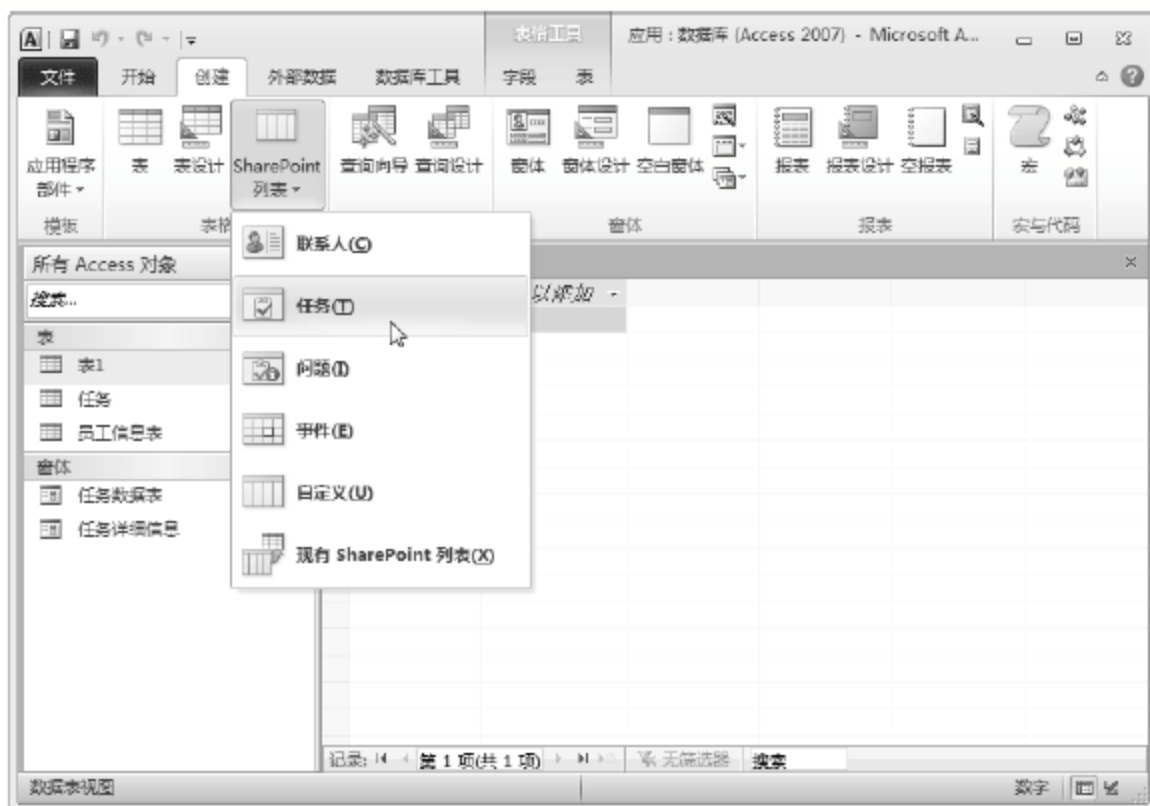 表格工具
应用：数据库 (Access 2007) - Microsoft A...
文件 开始 创建 外部数据 数据库工具 字段 表
应用程序部件 表 表设计 SharePoint 列表 查询向导 查询设计 窗体 窗体设计 空白窗体 报表 报表设计 空报表 宏
模板 表格 窗体 报表 宏与代码
所有 Access 对象
搜索...
表
表1
任务
员工信息表
窗体
任务数据表
任务详细信息
联系人(C)
任务(T)
问题(I)
事件(E)
自定义(U)
现有 SharePoint 列表(X)
以添加
记录: 第 1 项(共 1 项) 无筛选器 搜索
数据表视图 数字